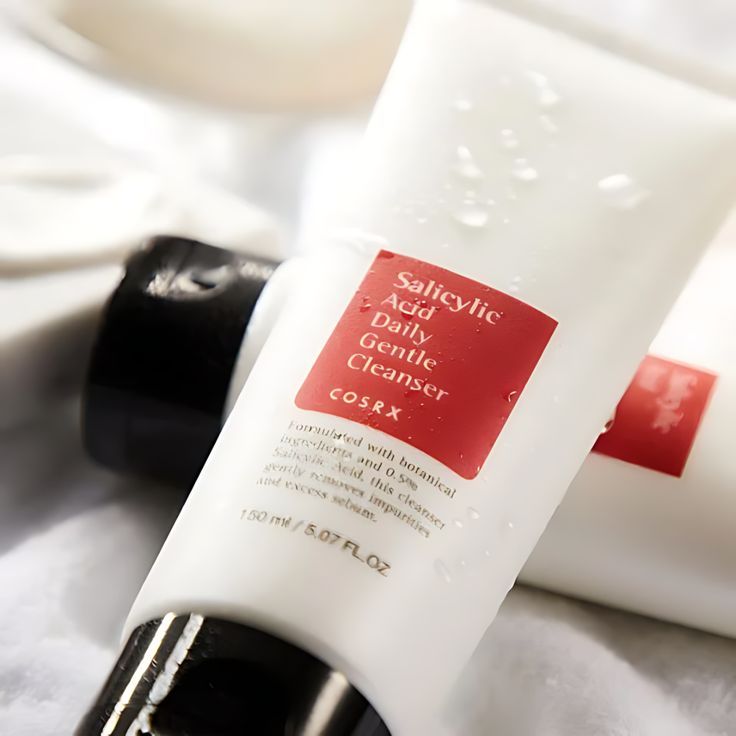 Salicylic
Acid
Daily
Gentle
Cleanser
COSRX
Formulated with botanical
ingredients and 0.5%
Salicylic Acid, this cleanser
gently removes impurities
and excess sebum.
150 ml / 5.07 FL.OZ